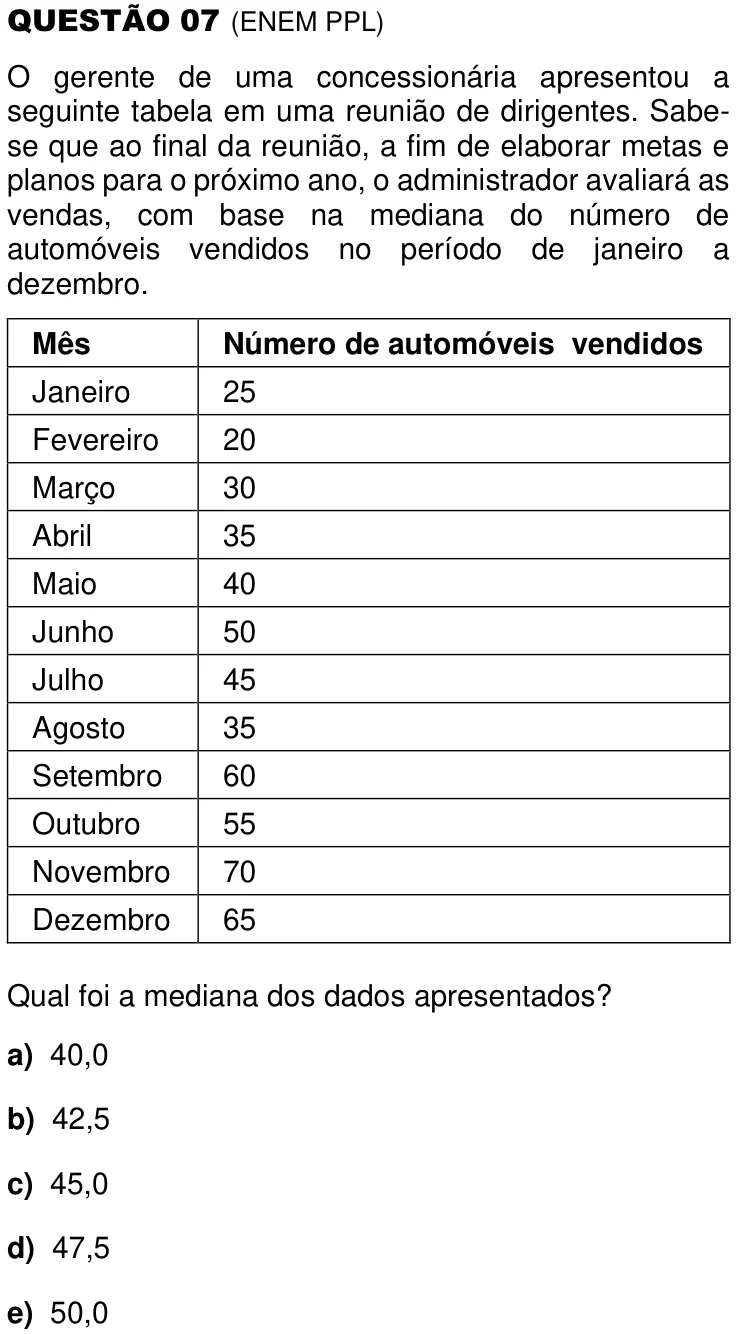 QUESTÃO 07 (ENEM PPL)
O gerente de uma concessionária apresentou a
seguinte tabela em uma reunião de dirigentes. Sabe-
se que ao final da reunião, a fim de elaborar metas e
planos para o próximo ano, o administrador avaliará as
vendas, com base na mediana do número de
automóveis vendidos no período de janeiro a
dezembro.
Mês Número de automóveis vendidos
Janeiro 25
Fevereiro 20
Março 30
Abril 35
Maio 40
Junho 50
Julho 45
Agosto 35
Setembro 60
Outubro 55
Novembro 70
Dezembro 65
Qual foi a mediana dos dados apresentados?
a) 40,0
b) 42,5
c) 45,0
d) 47,5
e) 50,0